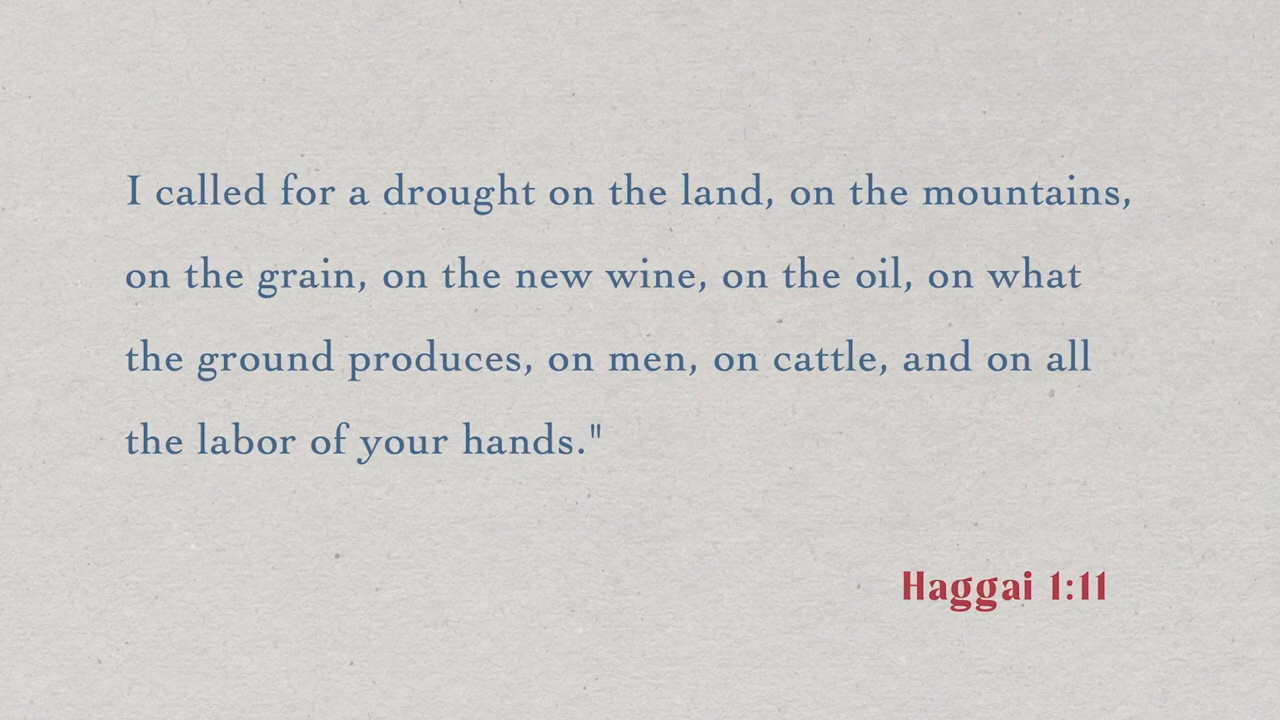 I called for a drought on the land, on the mountains,
on the grain, on the new wine, on the oil, on what
the ground produces, on men, on cattle, and on all
the labor of your hands."
Haggai 1:11